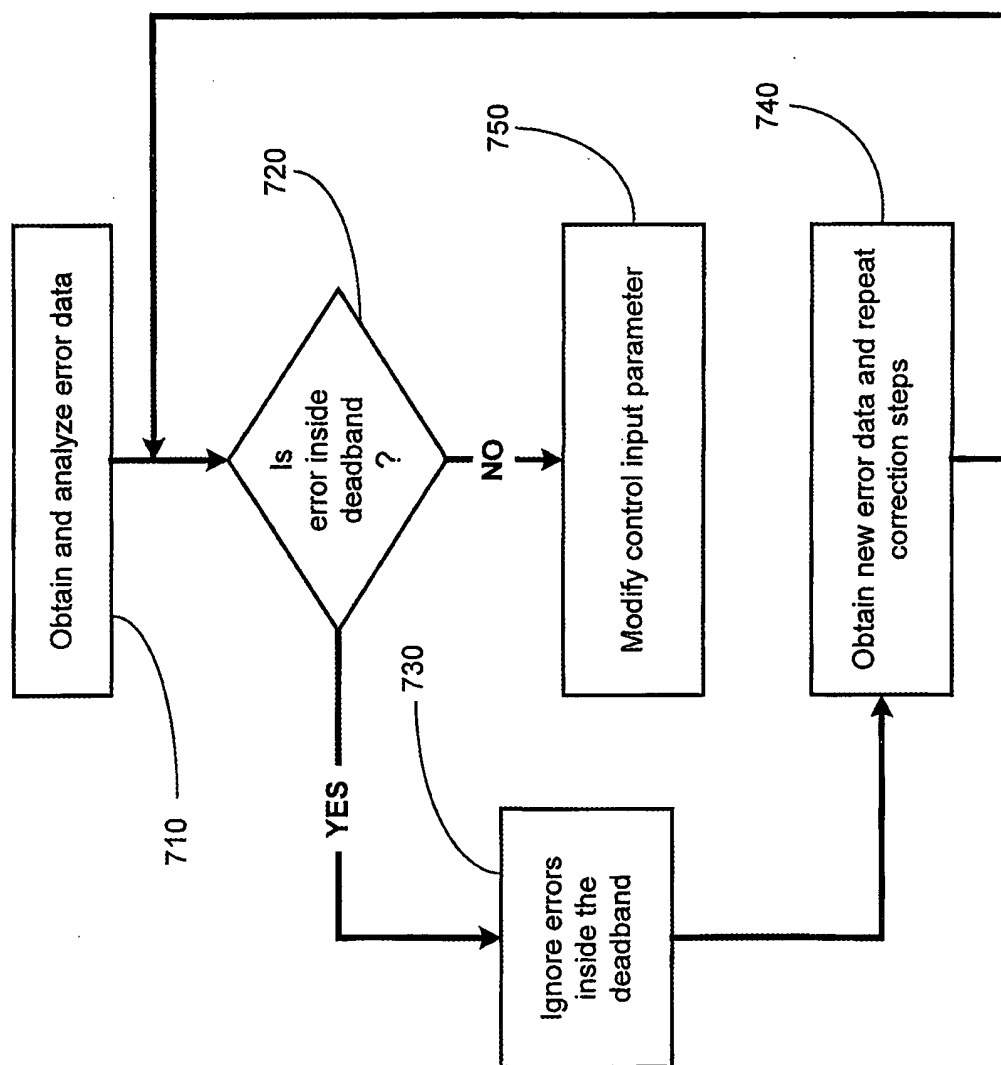 Obtain and analyze error data
710
720
Is
error inside
deadband
?
YES
NO
730
Ignore errors
inside the
deadband
750
Modify control input parameter
740
Obtain new error data and repeat
correction steps